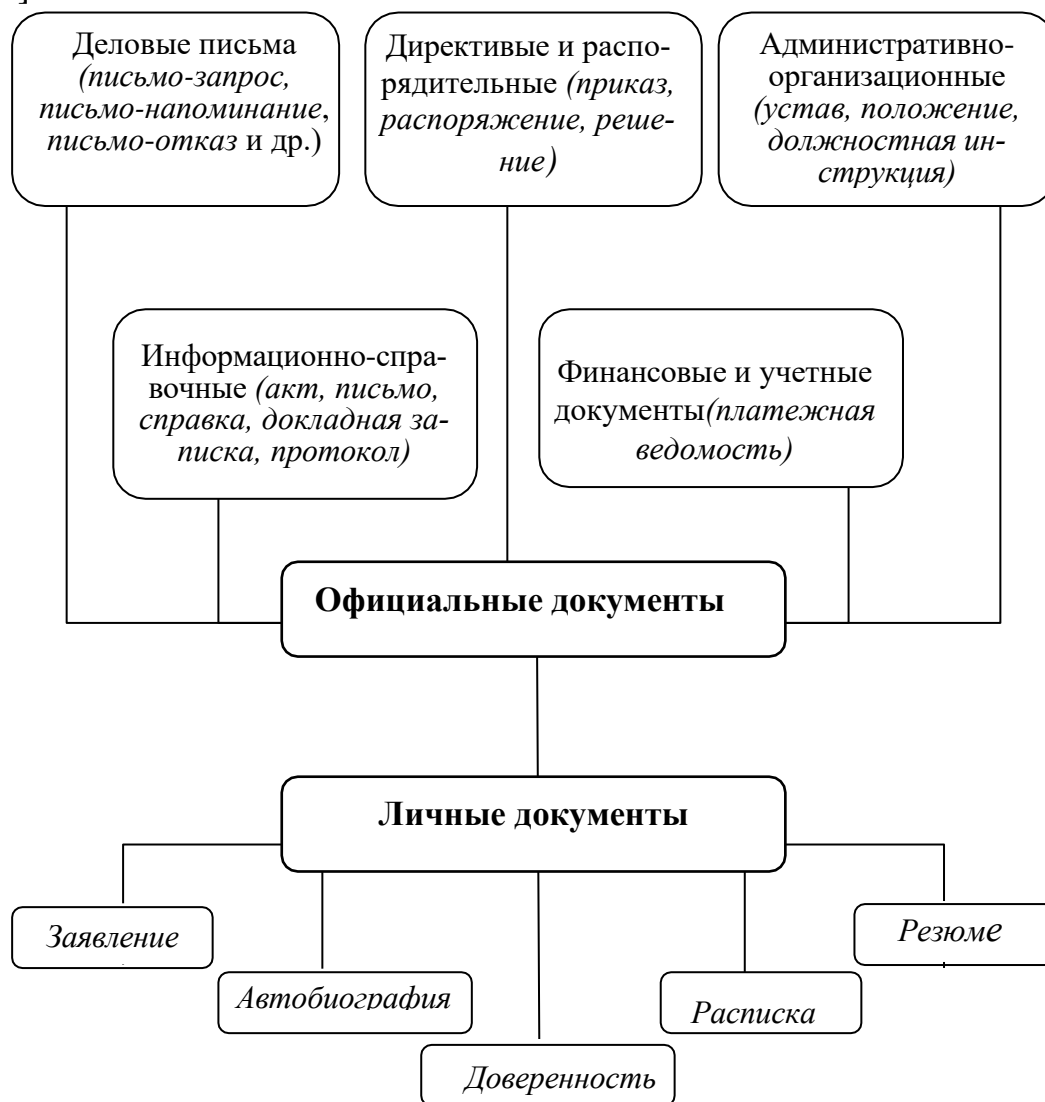 ]
Деловые письма
(письмо-запрос,
письмо-напоминание,
письмо-отказ и др.)
Директивые и распо-
рядительные (приказ,
распоряжение, реше-
ние)
Административно-
организационные
(устав, положение,
должностная ин-
струкция)
Информационно-спра-
вочные (акт, письмо,
справка, докладная за-
писка, протокол)
Финансовые и учетные
документы(платежная
ведомость)
Официальные документы
Личные документы
Заявление
Резюме
Автобиография
Расписка
Доверенность